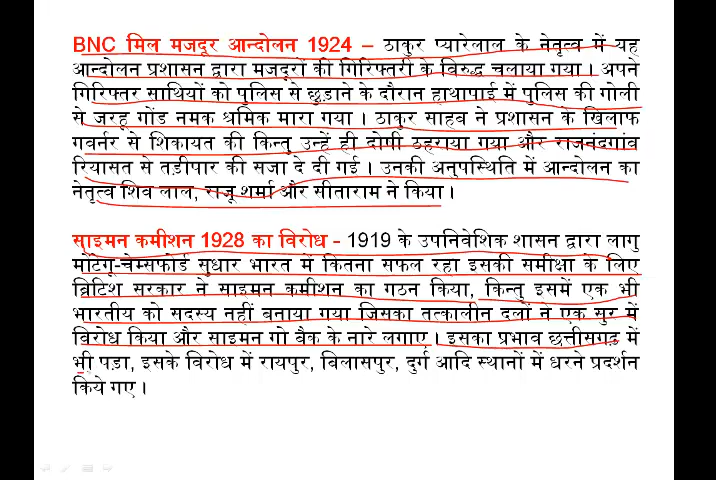 BNC मिल मजदूर आन्दोलन 1924 – ठाकुर प्यारेलाल के नेतृत्व में यह
आन्दोलन प्रशासन द्वारा मजदूरों की गिरिफ्तरी के विरुद्ध चलाया गया। अपने
गिरिफ्तर साथियों को पुलिस से छुड़ाने के दौरान हाथापाई में पुलिस की गोली
से जरहू गोंड नमक श्रमिक मारा गया। ठाकुर साहब ने प्रशासन के खिलाफ
गवर्नर से शिकायत की किन्तु उन्हें ही दोषी ठहराया गया और राजनंदगांव
रियासत से तड़ीपार की सजा दे दी गई। उनकी अनुपस्थिति में आन्दोलन का
नेतृत्व शिव लाल, राजू शर्मा और सीताराम ने किया।
साइमन कमीशन 1928 का विरोध - 1919 के उपनिवेशिक शासन द्वारा लागु
मोंटेगू-चेम्सफोर्ड सुधार भारत में कितना सफल रहा इसकी समीक्षा के लिए
ब्रिटिश सरकार ने साइमन कमीशन का गठन किया, किन्तु इसमें एक भी
भारतीय को सदस्य नहीं बनाया गया जिसका तत्कालीन दलों ने एक सुर में
विरोध किया और साइमन गो बैक के नारे लगाए। इसका प्रभाव छत्तीसगढ़ में
भी पड़ा, इसके विरोध में रायपुर, बिलासपुर, दुर्ग आदि स्थानों में धरने प्रदर्शन
किये गए।